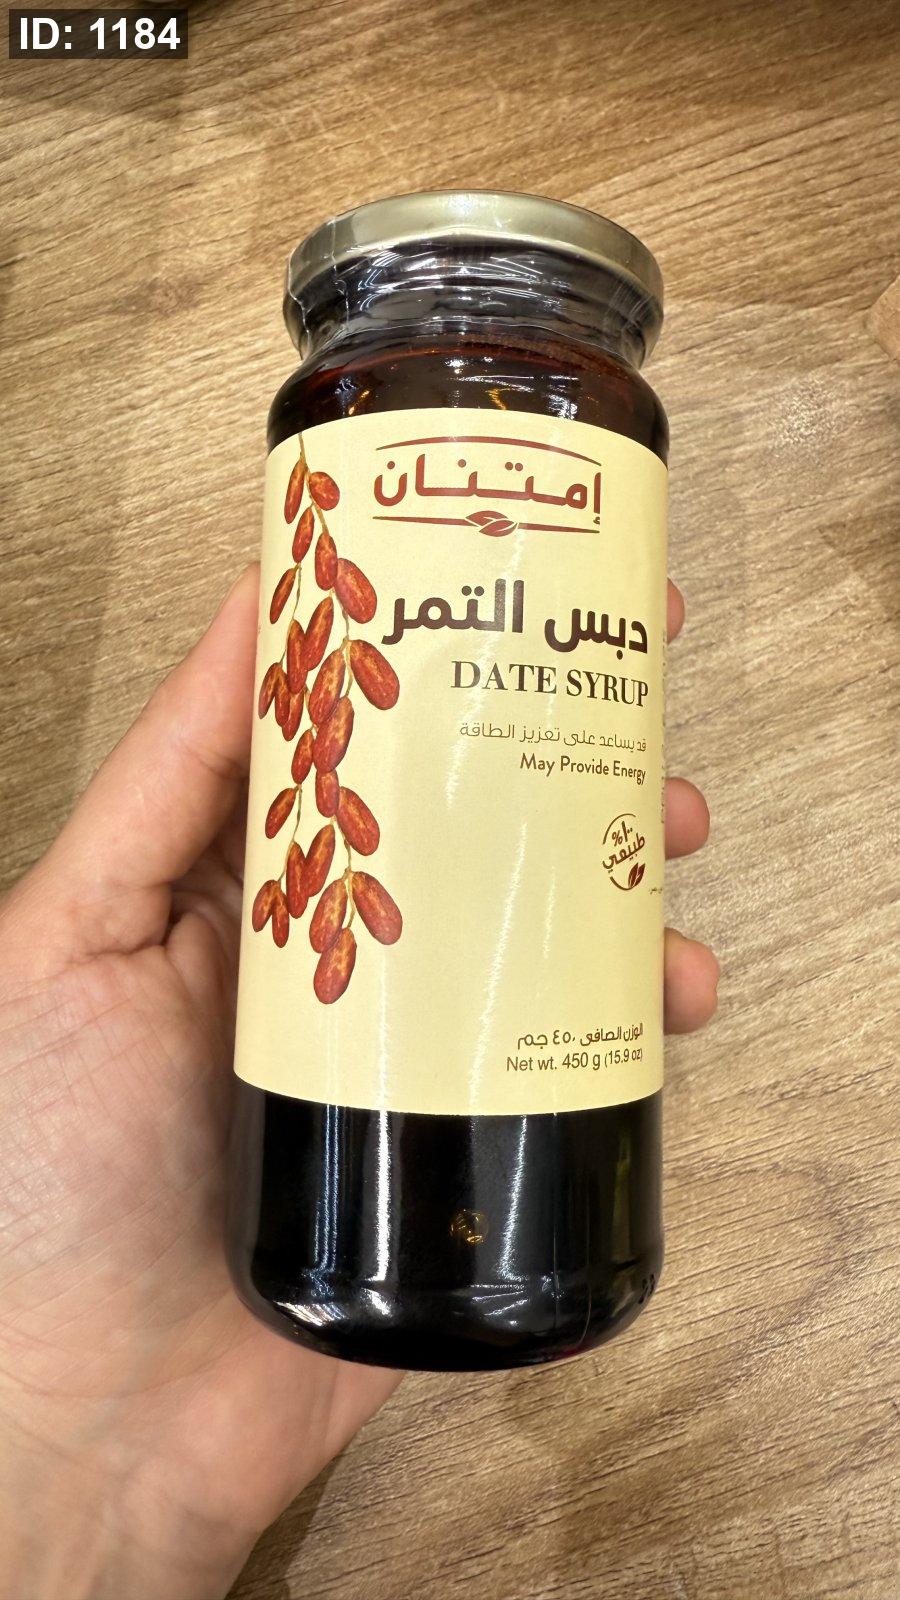 ID: 1184
إمتنان
دبس التمر
DATE SYRUP
قد يساعد على تعزيز الطاقة
May Provide Energy
١٠٠%
طبيعي
الوزن الصافى ٤٥٠ جم
Net wt. 450 g (15.9 oz)